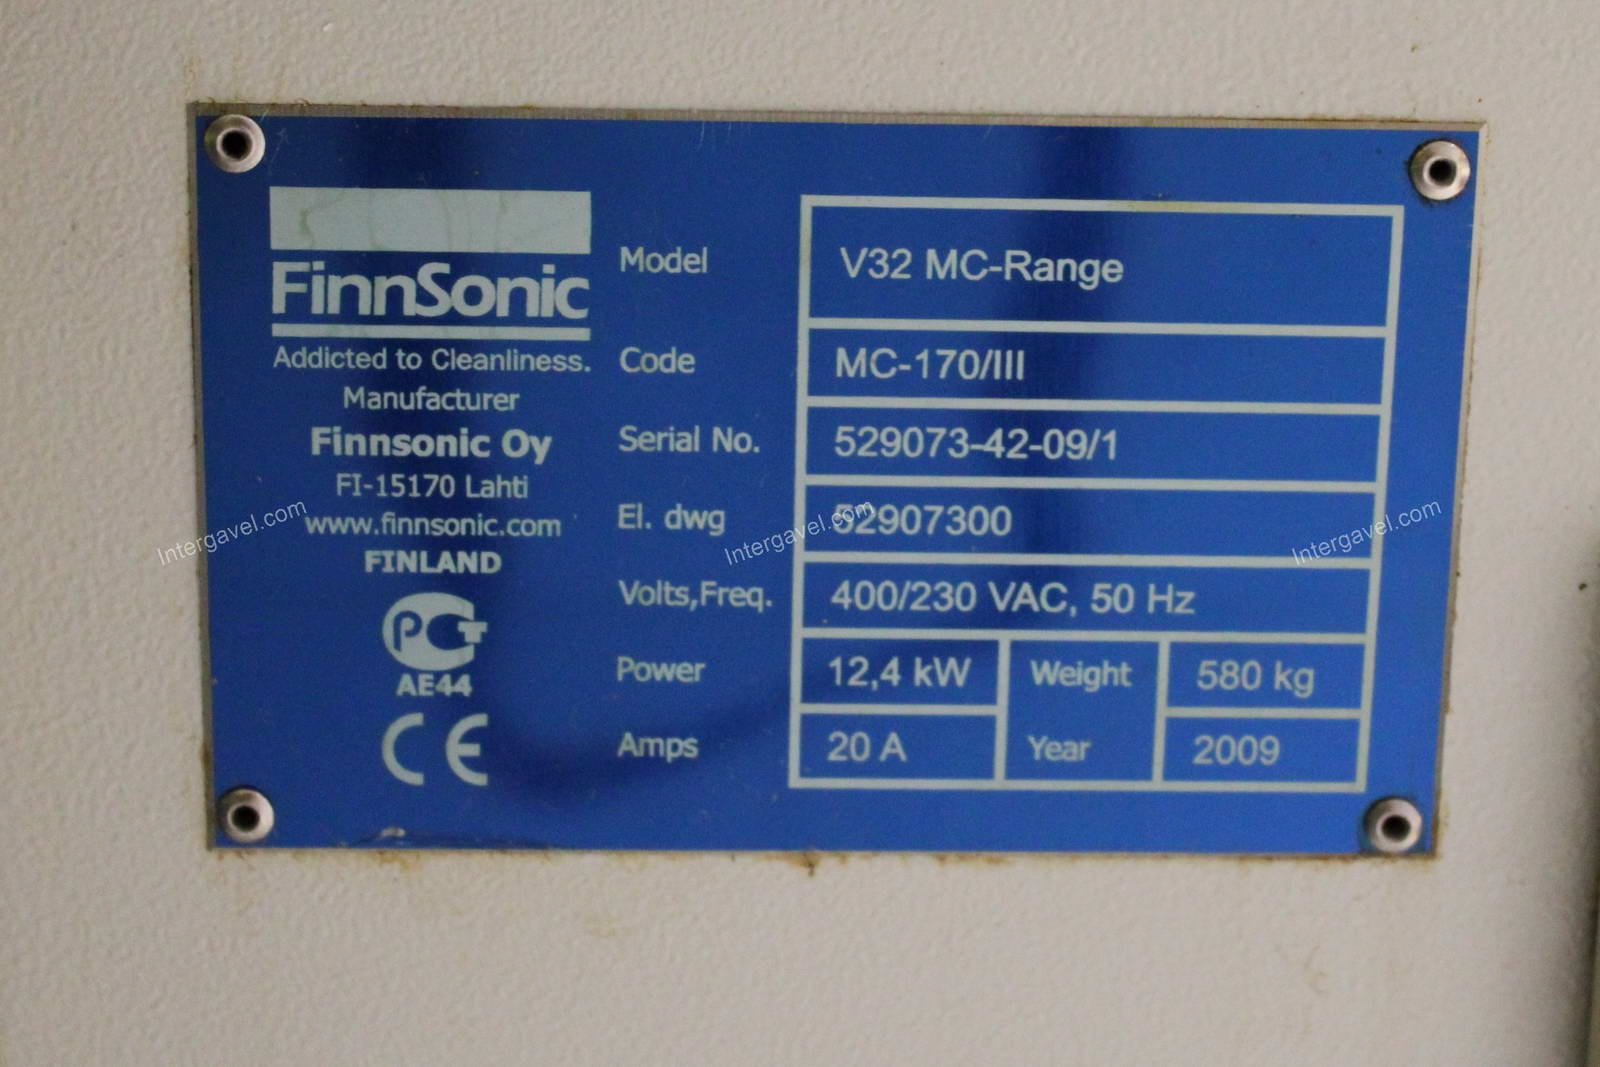 FinnSonic
Addicted to Cleanliness.
Manufacturer
Finnsonic Oy
FI-15170 Lahti
www.finnsonic.com
FINLAND
PCT
AE44
CE
Model V32 MC-Range
Code MC-170/III
Serial No. 529073-42-09/1
El. dwg 52907300
Volts,Freq. 400/230 VAC, 50 Hz
Power 12,4 kW Weight 580 kg
Amps 20 A Year 2009
Intergavel.com Intergavel.com Intergavel.com